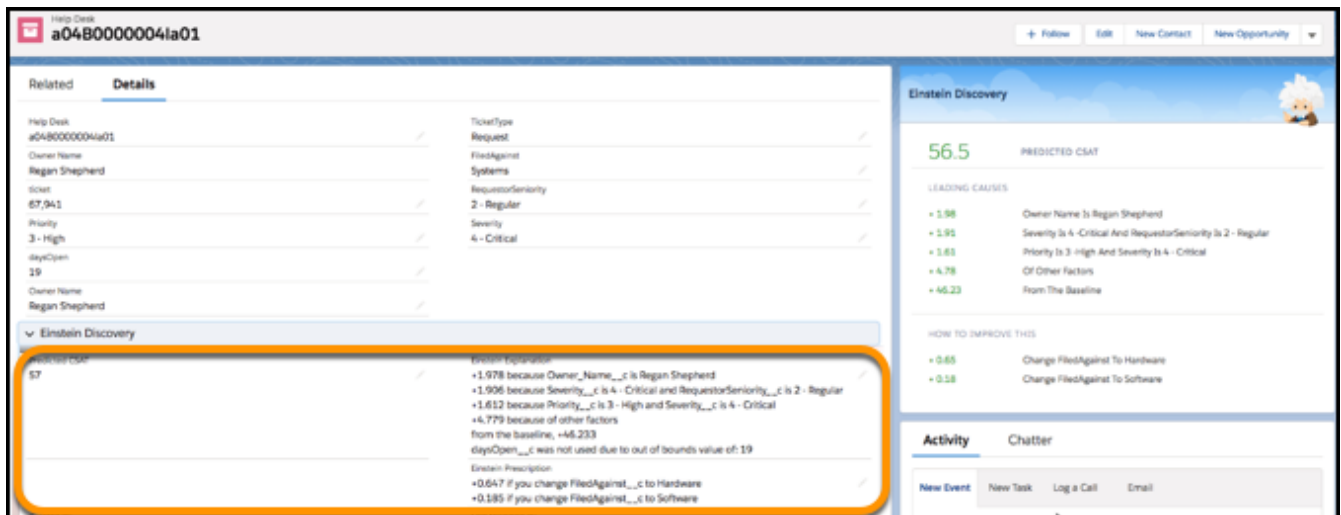 Help Desk
a04B0000004Ia01
+ Follow
Edit
New Contact
New Opportunity
Related
Details
Help Desk
a04B0000004Ia01
Owner Name
Regan Shepherd
ticket
67,941
Priority
3 - High
daysOpen
19
Owner Name
Regan Shepherd
TicketType
Request
FiledAgainst
Systems
RequestorSeniority
2 - Regular
Severity
4 - Critical
Einstein Discovery
Predicted CSAT
57
Einstein Explanation
+1.978 because Owner_Name__c is Regan Shepherd
+1.906 because Severity__c is 4 - Critical and RequestorSeniority__c is 2 - Regular
+1.612 because Priority__c is 3 - High and Severity__c is 4 - Critical
+4.779 because of other factors
from the baseline, +46.233
daysOpen__c was not used due to out of bounds value of: 19
Einstein Prescription
+0.647 if you change FiledAgainst__c to Hardware
+0.185 if you change FiledAgainst__c to Software
Einstein Discovery
56.5 PREDICTED CSAT
LEADING CAUSES
+ 1.98 Owner Name Is Regan Shepherd
+ 1.91 Severity Is 4 -Critical And RequestorSeniority Is 2 - Regular
+ 1.61 Priority Is 3 -High And Severity Is 4 - Critical
+ 4.78 Of Other Factors
+ 46.23 From The Baseline
HOW TO IMPROVE THIS
+ 0.65 Change FiledAgainst To Hardware
+ 0.18 Change FiledAgainst To Software
Activity
Chatter
New Event
New Task
Log a Call
Email